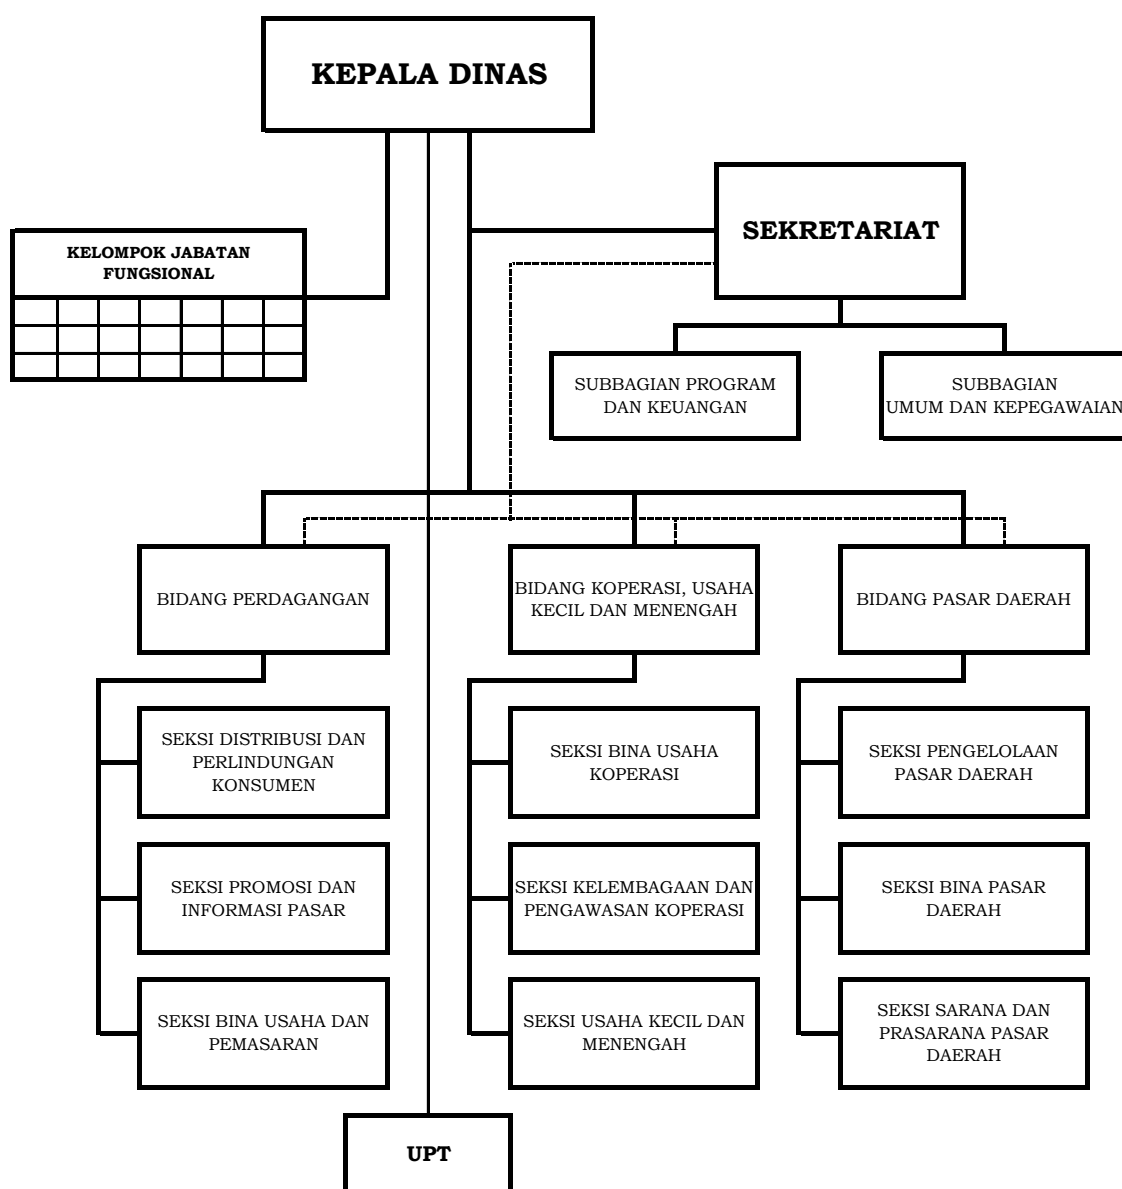 KEPALA DINAS
SEKRETARIAT
KELOMPOK JABATAN
FUNGSIONAL
SUBBAGIAN PROGRAM
DAN KEUANGAN
SUBBAGIAN
UMUM DAN KEPEGAWAIAN
BIDANG PERDAGANGAN
BIDANG KOPERASI, USAHA
KECIL DAN MENENGAH
BIDANG PASAR DAERAH
SEKSI DISTRIBUSI DAN
PERLINDUNGAN
KONSUMEN
SEKSI BINA USAHA
KOPERASI
SEKSI PENGELOLAAN
PASAR DAERAH
SEKSI PROMOSI DAN
INFORMASI PASAR
SEKSI KELEMBAGAAN DAN
PENGAWASAN KOPERASI
SEKSI BINA PASAR
DAERAH
SEKSI BINA USAHA DAN
PEMASARAN
SEKSI USAHA KECIL DAN
MENENGAH
SEKSI SARANA DAN
PRASARANA PASAR
DAERAH
UPT